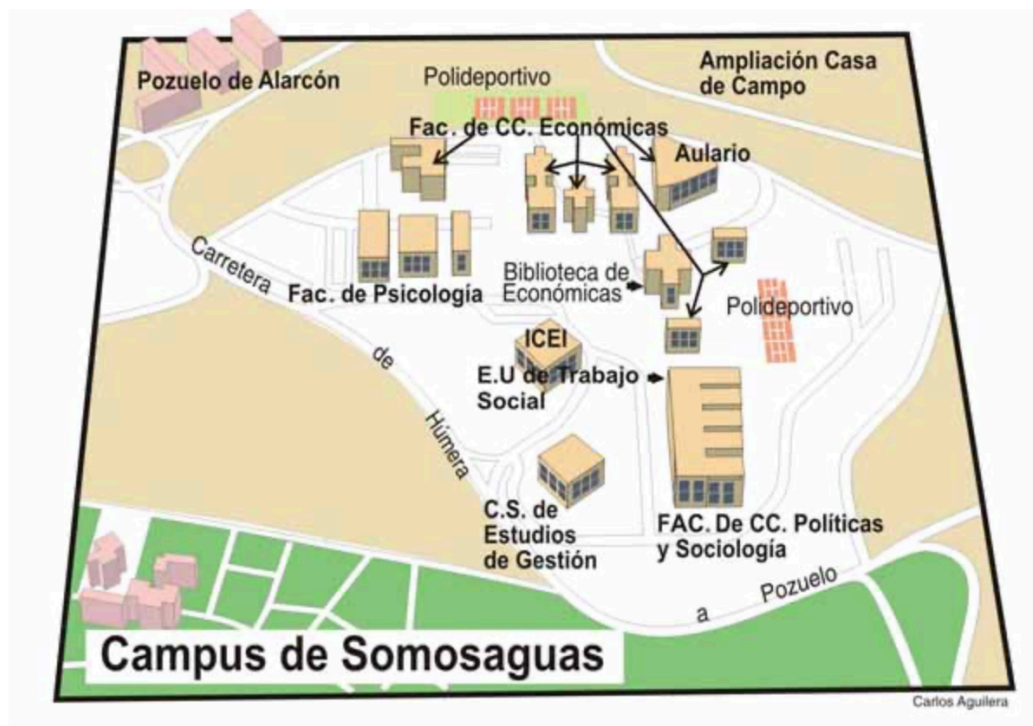 Pozuelo de Alarcón
Polideportivo
Ampliación Casa
de Campo
Fac. de CC. Económicas
Aulario
Carretera
de
Húmera
a
Pozuelo
Fac. de Psicología
Biblioteca de
Económicas
Polideportivo
ICEI
E.U de Trabajo
Social
C.S. de
Estudios
de Gestión
FAC. De CC. Políticas
y Sociología
Campus de Somosaguas
Carlos Aguilera